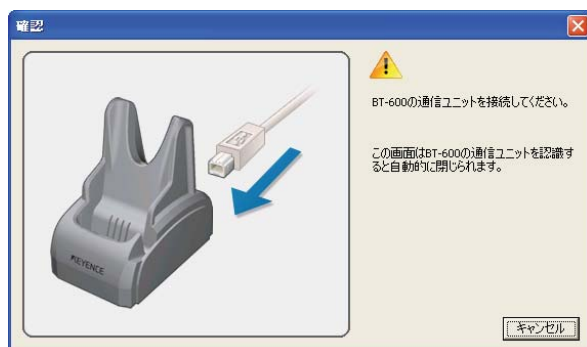 確認
BT-600の通信ユニットを接続してください。
この画面はBT-600の通信ユニットを認識す
ると自動的に閉じられます。
KEYENCE
キャンセル